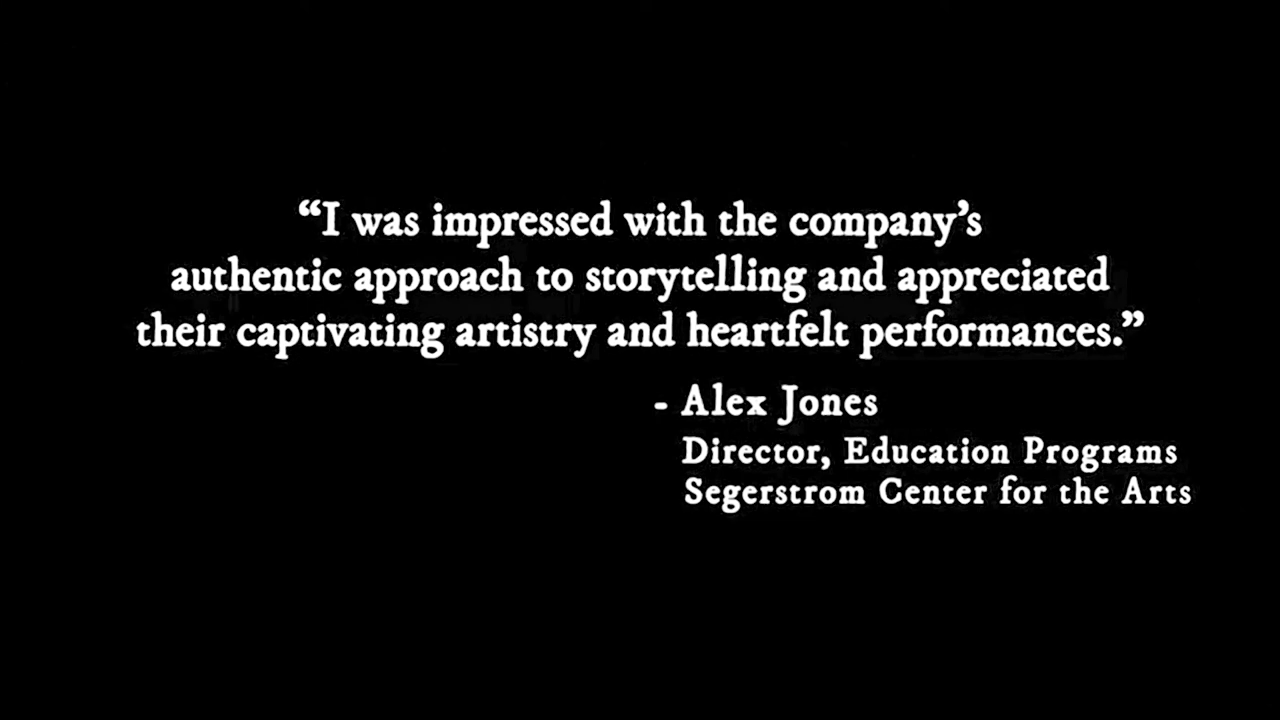 “I was impressed with the company’s
authentic approach to storytelling and appreciated
their captivating artistry and heartfelt performances.”
- Alex Jones
Director, Education Programs
Segerstrom Center for the Arts